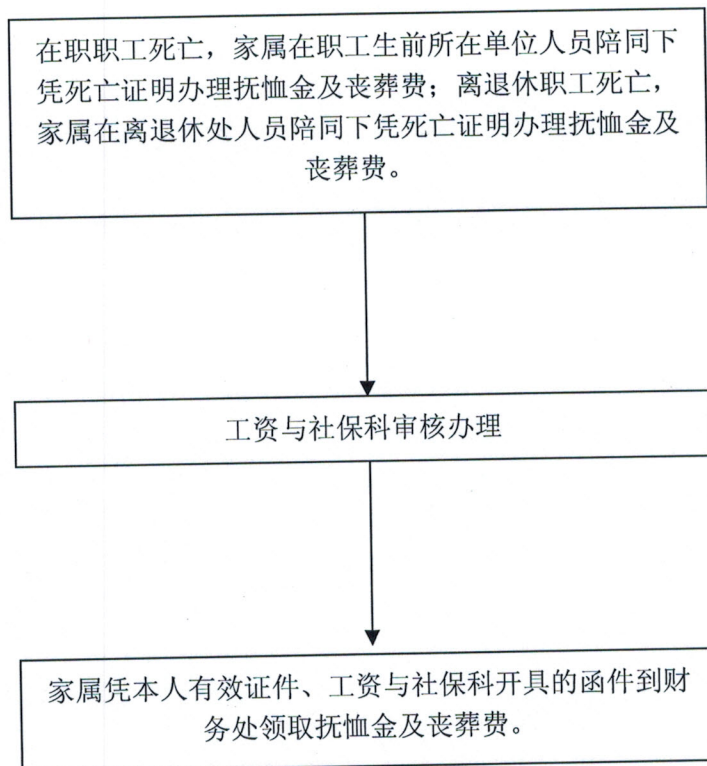 在职职工死亡，家属在职工生前所在单位人员陪同下
凭死亡证明办理抚恤金及丧葬费；离退休职工死亡，
家属在离退休处人员陪同下凭死亡证明办理抚恤金及
丧葬费。
工资与社保科审核办理
家属凭本人有效证件、工资与社保科开具的函件到财
务处领取抚恤金及丧葬费。